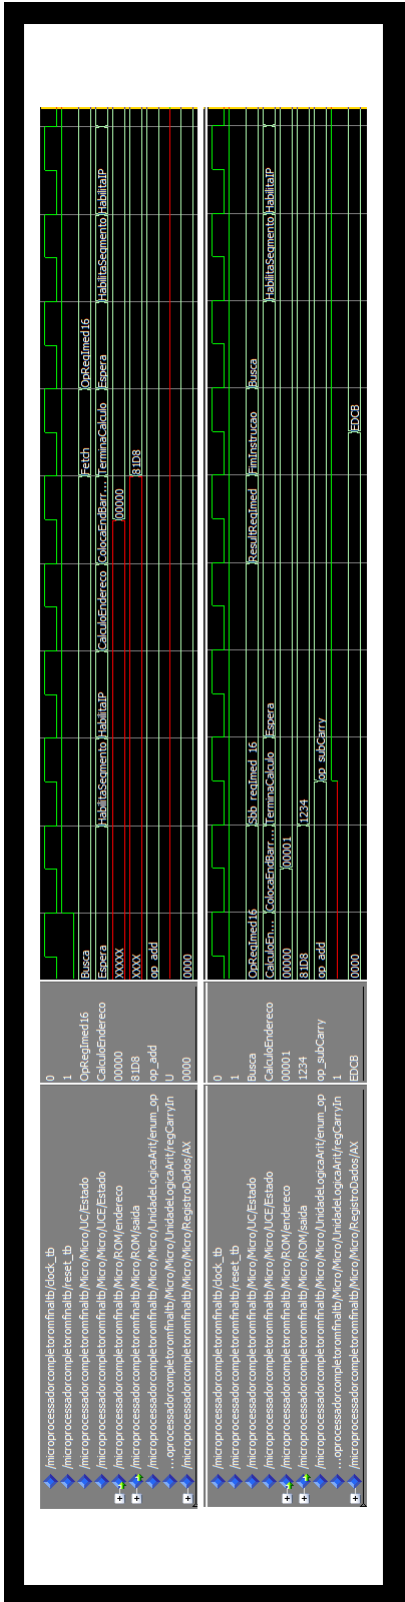 /microprocessadorcompletoromfinaltb/clock_tb 0
/microprocessadorcompletoromfinaltb/reset_tb 1
/microprocessadorcompletoromfinaltb/Micro/UC/Estado OpRegImed16 Busca Fetch OpRegImed16
/microprocessadorcompletoromfinaltb/Micro/UCE/Estado CalculoEndereco Espera HabilitaSegmento HabilitaIP CalculoEndereco ColocaEndBarr... TerminaCalculo Espera HabilitaSegmento HabilitaIP
/microprocessadorcompletoromfinaltb/Micro/ROM/endereco 00000 XXXXX 00000
/microprocessadorcompletoromfinaltb/Micro/ROM/saida 81D8 XXXX 81D8
/microprocessadorcompletoromfinaltb/Micro/Micro/UnidadeLogicaArit/enum_op op_add op_add
...oprocessadorcompletoromfinaltb/Micro/Micro/UnidadeLogicaArit/regCarryIn U
/microprocessadorcompletoromfinaltb/Micro/Micro/RegistroDados/AX 0000 0000
/microprocessadorcompletoromfinaltb/clock_tb 0
/microprocessadorcompletoromfinaltb/reset_tb 1
/microprocessadorcompletoromfinaltb/Micro/Micro/UC/Estado Busca OpRegImed16 Sbb_regImed_16 ResultRegImed FimInstrucao Busca
/microprocessadorcompletoromfinaltb/Micro/Micro/UCE/Estado CalculoEndereco CalculoEn... ColocaEndBarr... TerminaCalculo Espera HabilitaSegmento HabilitaIP
/microprocessadorcompletoromfinaltb/Micro/ROM/endereco 00001 00000 00001
/microprocessadorcompletoromfinaltb/Micro/ROM/saida 1234 81D8 1234
/microprocessadorcompletoromfinaltb/Micro/Micro/UnidadeLogicaArit/enum_op op_subCarry op_add op_subCarry
...oprocessadorcompletoromfinaltb/Micro/Micro/UnidadeLogicaArit/regCarryIn 1
/microprocessadorcompletoromfinaltb/Micro/Micro/RegistroDados/AX EDCB 0000 EDCB